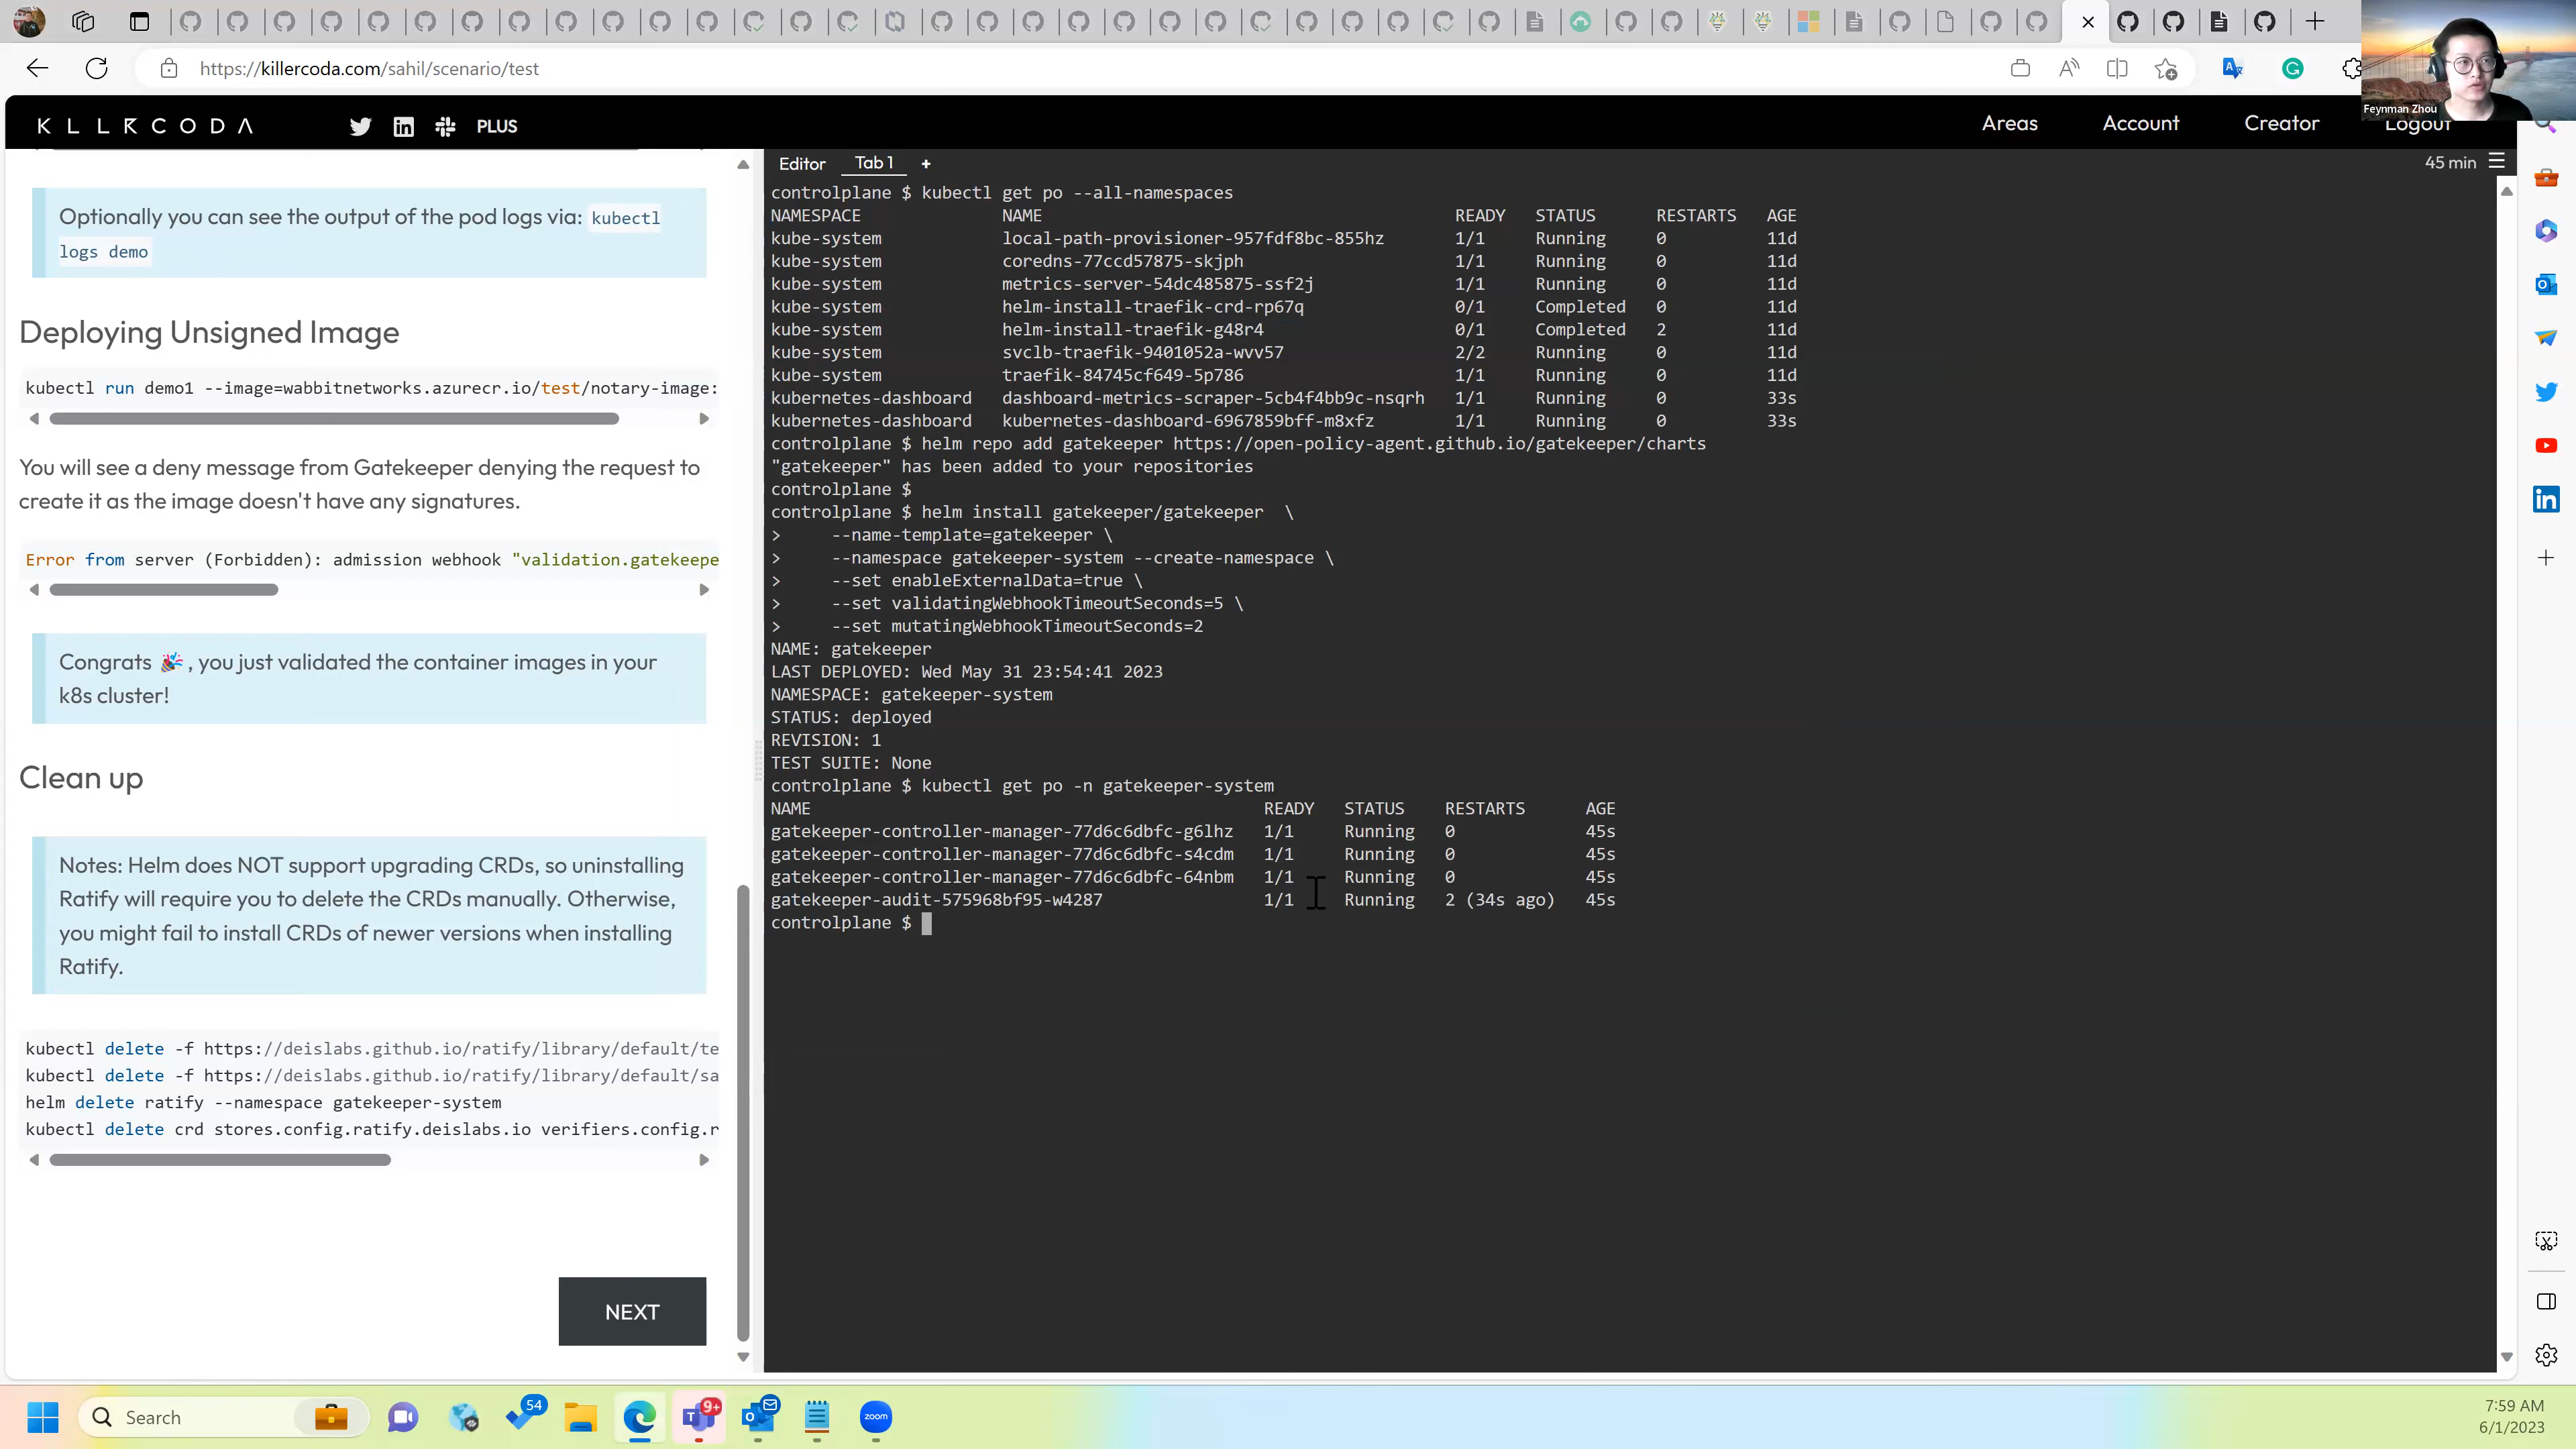 https://killercoda.com/sahil/scenario/test
Feynman Zhou
KLLRCODA
PLUS
Areas
Account
Creator
Logout
Optionally you can see the output of the pod logs via: kubectl
logs demo
Deploying Unsigned Image
kubectl run demo1 --image=wabbitnetworks.azurecr.io/test/notary-image:
You will see a deny message from Gatekeeper denying the request to
create it as the image doesn't have any signatures.
Error from server (Forbidden): admission webhook "validation.gatekeepe
Congrats 🎉 , you just validated the container images in your
k8s cluster!
Clean up
Notes: Helm does NOT support upgrading CRDs, so uninstalling
Ratify will require you to delete the CRDs manually. Otherwise,
you might fail to install CRDs of newer versions when installing
Ratify.
kubectl delete -f https://deislabs.github.io/ratify/library/default/te
kubectl delete -f https://deislabs.github.io/ratify/library/default/sa
helm delete ratify --namespace gatekeeper-system
kubectl delete crd stores.config.ratify.deislabs.io verifiers.config.r
NEXT
Editor
Tab 1
+
45 min
controlplane $ kubectl get po --all-namespaces
NAMESPACE NAME READY STATUS RESTARTS AGE
kube-system local-path-provisioner-957fdf8bc-855hz 1/1 Running 0 11d
kube-system coredns-77ccd57875-skjph 1/1 Running 0 11d
kube-system metrics-server-54dc485875-ssf2j 1/1 Running 0 11d
kube-system helm-install-traefik-crd-rp67q 0/1 Completed 0 11d
kube-system helm-install-traefik-g48r4 0/1 Completed 2 11d
kube-system svclb-traefik-9401052a-wvv57 2/2 Running 0 11d
kube-system traefik-84745cf649-5p786 1/1 Running 0 11d
kubernetes-dashboard dashboard-metrics-scraper-5cb4f4bb9c-nsqrh 1/1 Running 0 33s
kubernetes-dashboard kubernetes-dashboard-6967859bff-m8xfz 1/1 Running 0 33s
controlplane $ helm repo add gatekeeper https://open-policy-agent.github.io/gatekeeper/charts
"gatekeeper" has been added to your repositories
controlplane $
controlplane $ helm install gatekeeper/gatekeeper \
> --name-template=gatekeeper \
> --namespace gatekeeper-system --create-namespace \
> --set enableExternalData=true \
> --set validatingWebhookTimeoutSeconds=5 \
> --set mutatingWebhookTimeoutSeconds=2
NAME: gatekeeper
LAST DEPLOYED: Wed May 31 23:54:41 2023
NAMESPACE: gatekeeper-system
STATUS: deployed
REVISION: 1
TEST SUITE: None
controlplane $ kubectl get po -n gatekeeper-system
NAME READY STATUS RESTARTS AGE
gatekeeper-controller-manager-77d6c6dbfc-g6lhz 1/1 Running 0 45s
gatekeeper-controller-manager-77d6c6dbfc-s4cdm 1/1 Running 0 45s
gatekeeper-controller-manager-77d6c6dbfc-64nbm 1/1 Running 0 45s
gatekeeper-audit-575968bf95-w4287 1/1 Running 2 (34s ago) 45s
controlplane $
Search
54
9+
zoom
7:59 AM
6/1/2023